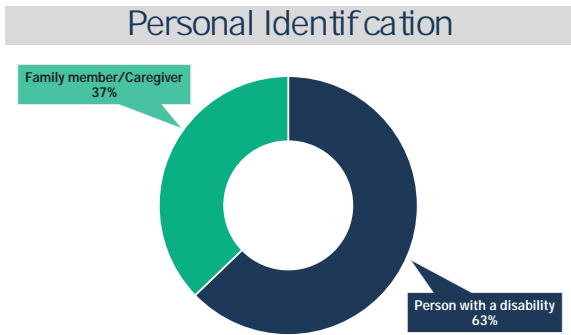 Personal Identifcation
Family member/Caregiver
37%
Person with a disability
63%